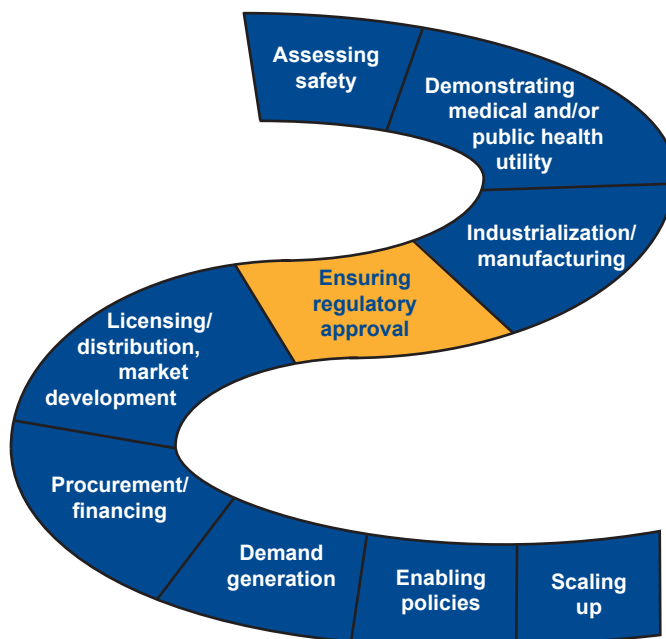 Assessing
safety
Demonstrating
medical and/or
public health
utility
Industrialization/
manufacturing
Ensuring
regulatory
approval
Licensing/
distribution,
market
development
Procurement/
financing
Demand
generation
Enabling
policies
Scaling
up